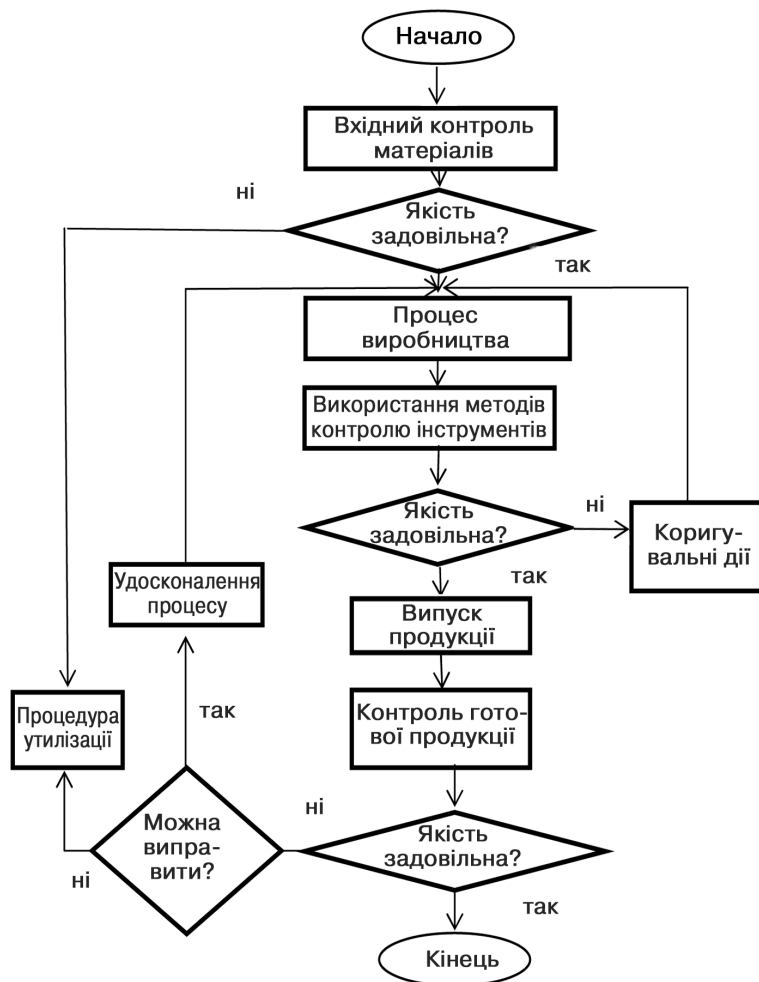 Начало
Вхідний контроль
матеріалів
ні
Якість
задовільна?
так
Процес
виробництва
Використання методів
контролю інструментів
Якість
задовільна?
ні
Коригу-
вальні дії
так
Удосконалення
процесу
Випуск
продукції
Процедура
утилізації
так
Контроль гото-
вої продукції
Можна
виправи-
ти?
ні
ні
Якість
задовільна?
так
Кінець